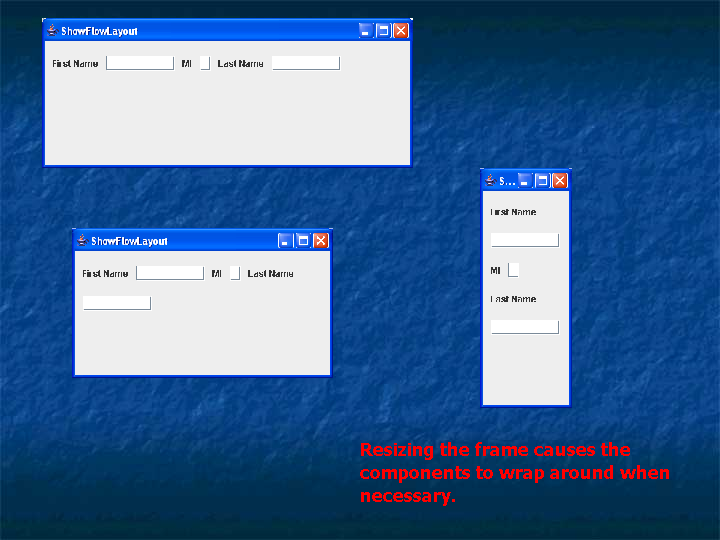 ShowFlowLayout
First Name MI Last Name
S...
First Name
MI
Last Name
ShowFlowLayout
First Name MI Last Name
Resizing the frame causes the
components to wrap around when
necessary.